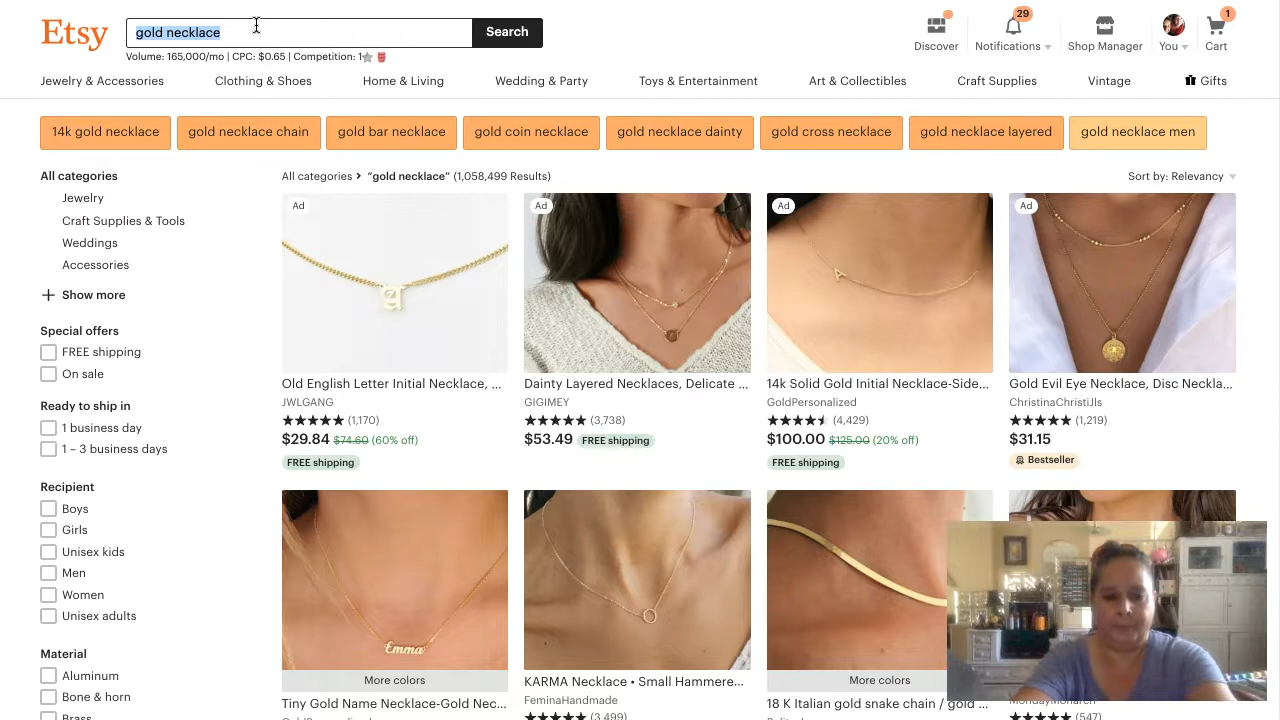 Etsy
gold necklace
Search
Volume: 165,000/mo | CPC: $0.65 | Competition: 1
Discover
29
Notifications
Shop Manager
You
1
Cart
Jewelry & Accessories
Clothing & Shoes
Home & Living
Wedding & Party
Toys & Entertainment
Art & Collectibles
Craft Supplies
Vintage
Gifts
14k gold necklace
gold necklace chain
gold bar necklace
gold coin necklace
gold necklace dainty
gold cross necklace
gold necklace layered
gold necklace men
All categories
Jewelry
Craft Supplies & Tools
Weddings
Accessories
Show more
Special offers
FREE shipping
On sale
Ready to ship in
1 business day
1 – 3 business days
Recipient
Boys
Girls
Unisex kids
Men
Women
Unisex adults
Material
Aluminum
Bone & horn
Brass
All categories > “gold necklace” (1,058,499 Results)
Sort by: Relevancy
Ad
Old English Letter Initial Necklace, ...
JWLGANG
(1,170)
$29.84 $74.60 (60% off)
FREE shipping
Ad
Dainty Layered Necklaces, Delicate ...
GIGIMEY
(3,738)
$53.49 FREE shipping
Ad
14k Solid Gold Initial Necklace-Side...
GoldPersonalized
(4,429)
$100.00 $125.00 (20% off)
FREE shipping
Ad
Gold Evil Eye Necklace, Disc Neckla...
ChristinaChristiJls
(1,219)
$31.15
Bestseller
Emma
More colors
Tiny Gold Name Necklace-Gold Nec...
GoldPersonalized
KARMA Necklace • Small Hammere...
FeminaHandmade
(3,499)
More colors
18 K Italian gold snake chain / gold ...
MondayMonarch
(547)